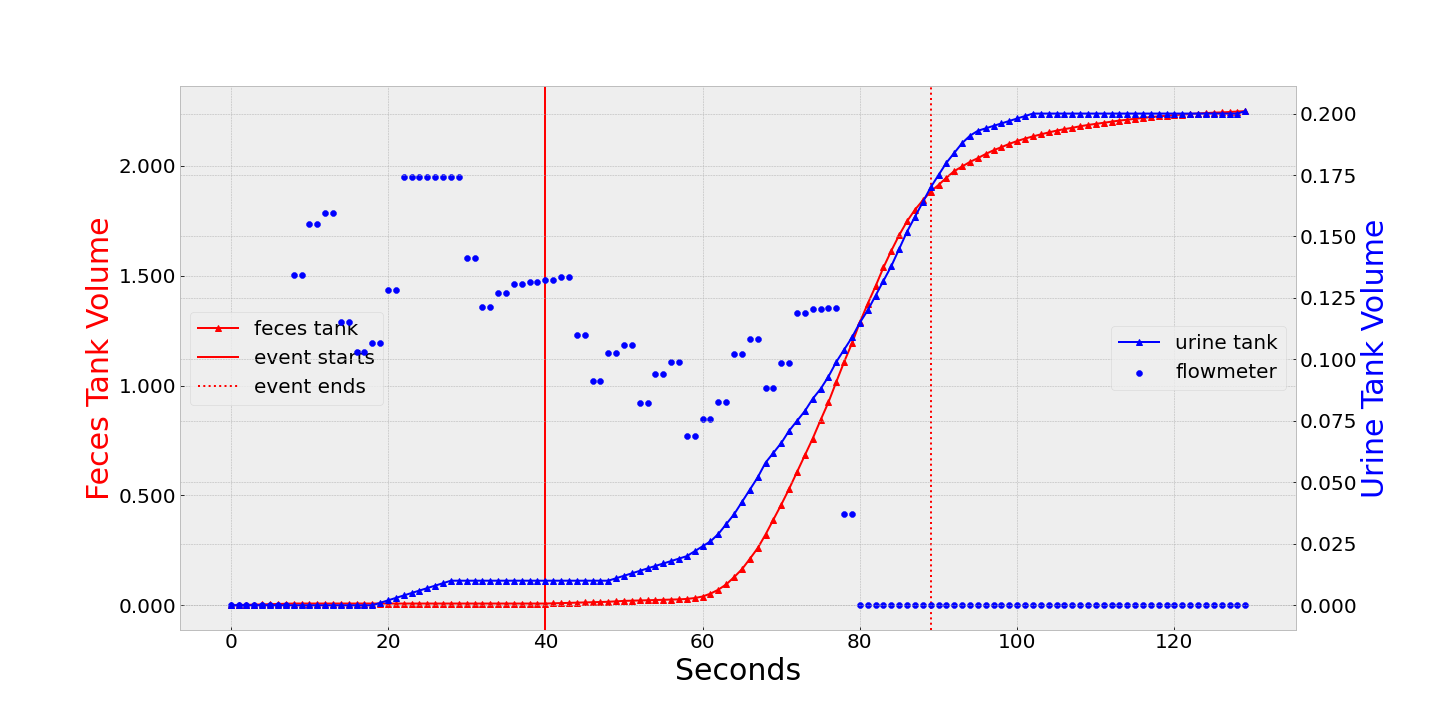 Feces Tank Volume
2.000
1.500
1.000
0.500
0.000
feces tank
event starts
event ends
urine tank
flowmeter
0.200
0.175
0.150
0.125
0.100
0.075
0.050
0.025
0.000
Urine Tank Volume
0 20 40 60 80 100 120
Seconds